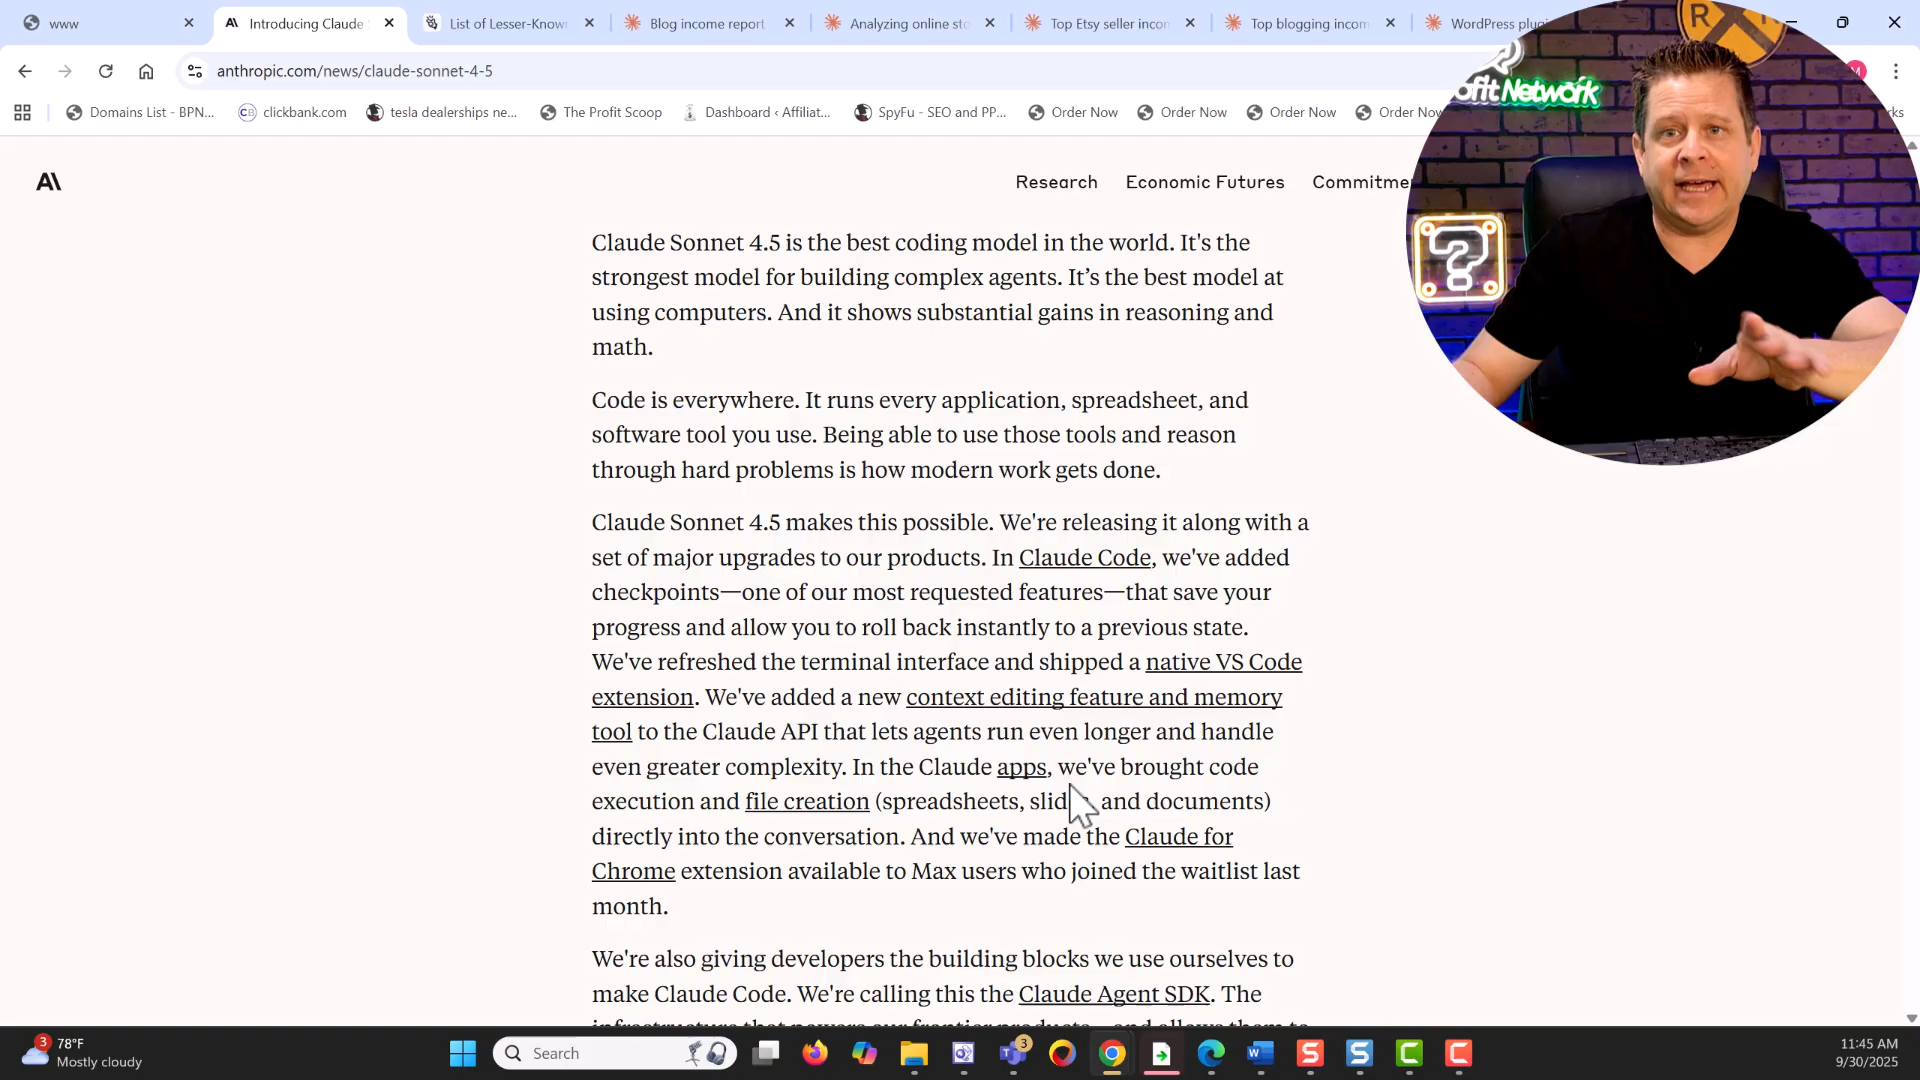 www
Introducing Claude
List of Lesser-Know
Blog income report
Analyzing online sto
Top Etsy seller incom
Top blogging incom
WordPress plugi
anthropic.com/news/claude-sonnet-4-5
M
Domains List - BPN...
CB
clickbank.com
tesla dealerships ne...
The Profit Scoop
Dashboard ‹ Affiliat...
SpyFu - SEO and PP...
Order Now
Order Now
Order Now
Order Now
R
ofit Network
?
A\
Research
Economic Futures
Commitme
Claude Sonnet 4.5 is the best coding model in the world. It's the
strongest model for building complex agents. It’s the best model at
using computers. And it shows substantial gains in reasoning and
math.
Code is everywhere. It runs every application, spreadsheet, and
software tool you use. Being able to use those tools and reason
through hard problems is how modern work gets done.
Claude Sonnet 4.5 makes this possible. We're releasing it along with a
set of major upgrades to our products. In Claude Code, we've added
checkpoints—one of our most requested features—that save your
progress and allow you to roll back instantly to a previous state.
We've refreshed the terminal interface and shipped a native VS Code
extension. We've added a new context editing feature and memory
tool to the Claude API that lets agents run even longer and handle
even greater complexity. In the Claude apps, we've brought code
execution and file creation (spreadsheets, slid and documents)
directly into the conversation. And we've made the Claude for
Chrome extension available to Max users who joined the waitlist last
month.
We're also giving developers the building blocks we use ourselves to
make Claude Code. We're calling this the Claude Agent SDK. The
3
78°F
Mostly cloudy
Search
3
11:45 AM
9/30/2025